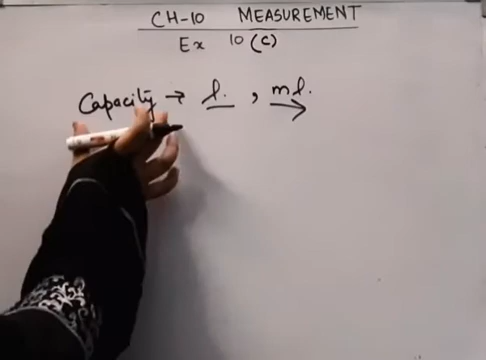 CH-10 MEASUREMENT
Ex 10 (C)
Capacity → l. , ml.